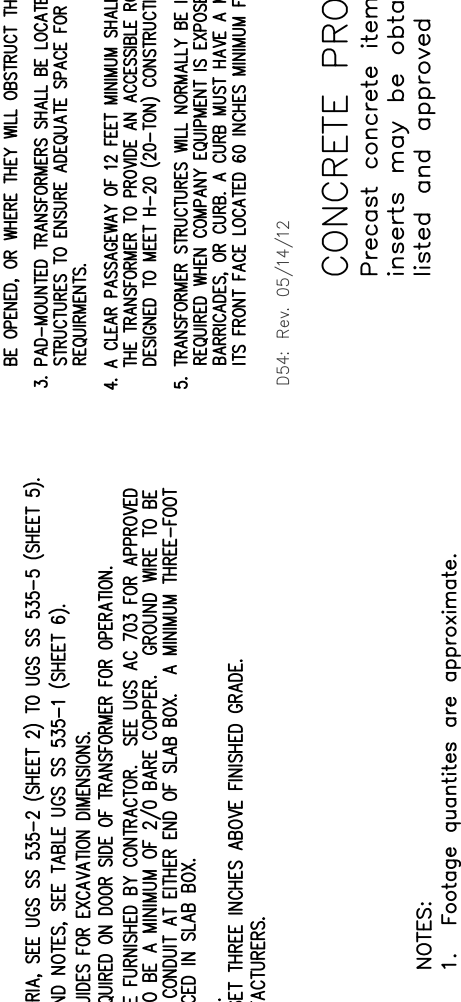 BE OPENED, OR WHERE THEY WILL OBSTRUCT
3. PAD-MOUNTED TRANSFORMERS SHALL BE
STRUCTURES TO ENSURE ADEQUATE SPACE FOR
REQUIRMENTS.
4. A CLEAR PASSAGEWAY OF 12 FEET MINIMUM
THE TRANSFORMER TO PROVIDE AN ACCESSIBLE
DESIGNED TO MEET H-20 (20-TON)
5. TRANSFORMER STRUCTURES WILL NORMALLY BE
REQUIRED WHEN COMPANY EQUIPMENT IS
BARRICADES, OR CURB. A CURB MUST HAVE A
ITS FRONT FACE LOCATED 60 INCHES MINIMUM
D54: Rev. 05/14/12
CONCRETE PRO
Precast concrete item
inserts may be obta
listed and approved
RIA, SEE UGS SS 535-2 (SHEET 2) TO UGS SS 535-5 (SHEET 5).
ND NOTES, SEE TABLE UGS SS 535-1 (SHEET 6).
UIDES FOR EXCAVATION DIMENSIONS.
QUIRED ON DOOR SIDE OF TRANSFORMER FOR OPERATION.
E FURNISHED BY CONTRACTOR. SEE UGS AC 703 FOR APPROVED
O BE A MINIMUM OF 2/0 BARE COPPER. GROUND WIRE TO BE
CONDUIT AT EITHER END OF SLAB BOX. A MINIMUM THREE-FOOT
CED IN SLAB BOX.
ET THREE INCHES ABOVE FINISHED GRADE.
FACTURERS.
NOTES:
1. Footage quantites are approximate.